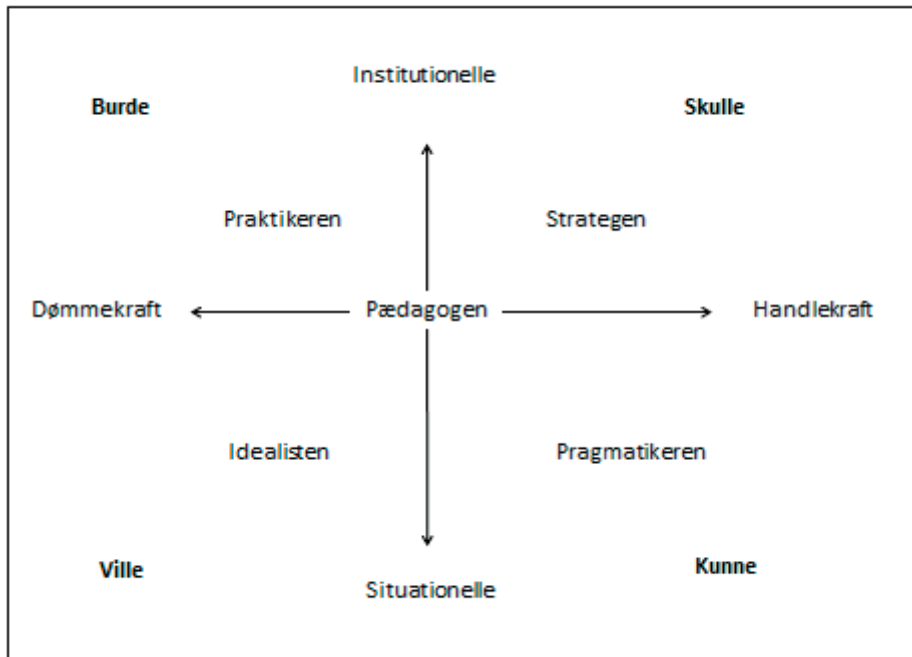 Institutionelle
Burde
Skulle
Praktikeren
Strategen
Dømmekraft
Pædagogen
Handlekraft
Idealisten
Pragmatikeren
Ville
Kunne
Situationelle